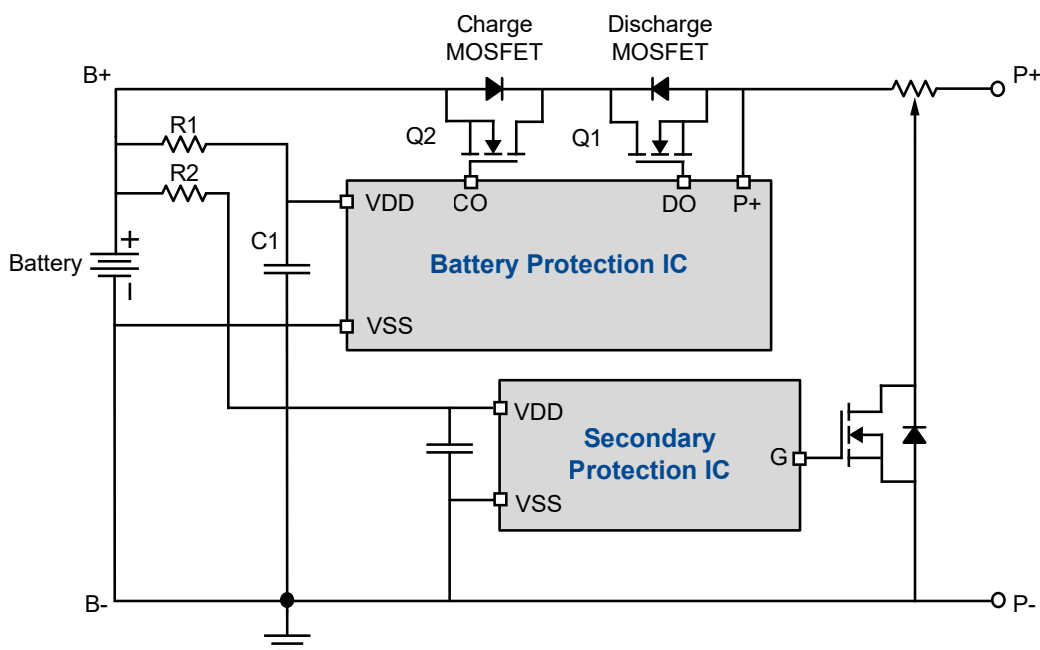 Charge
MOSFET
Discharge
MOSFET
B+
P+
R1
Q2
Q1
R2
VDD
CO
DO
P+
C1
+
Battery
Battery Protection IC
–
VSS
VDD
Secondary
Protection IC
G
VSS
B-
P-